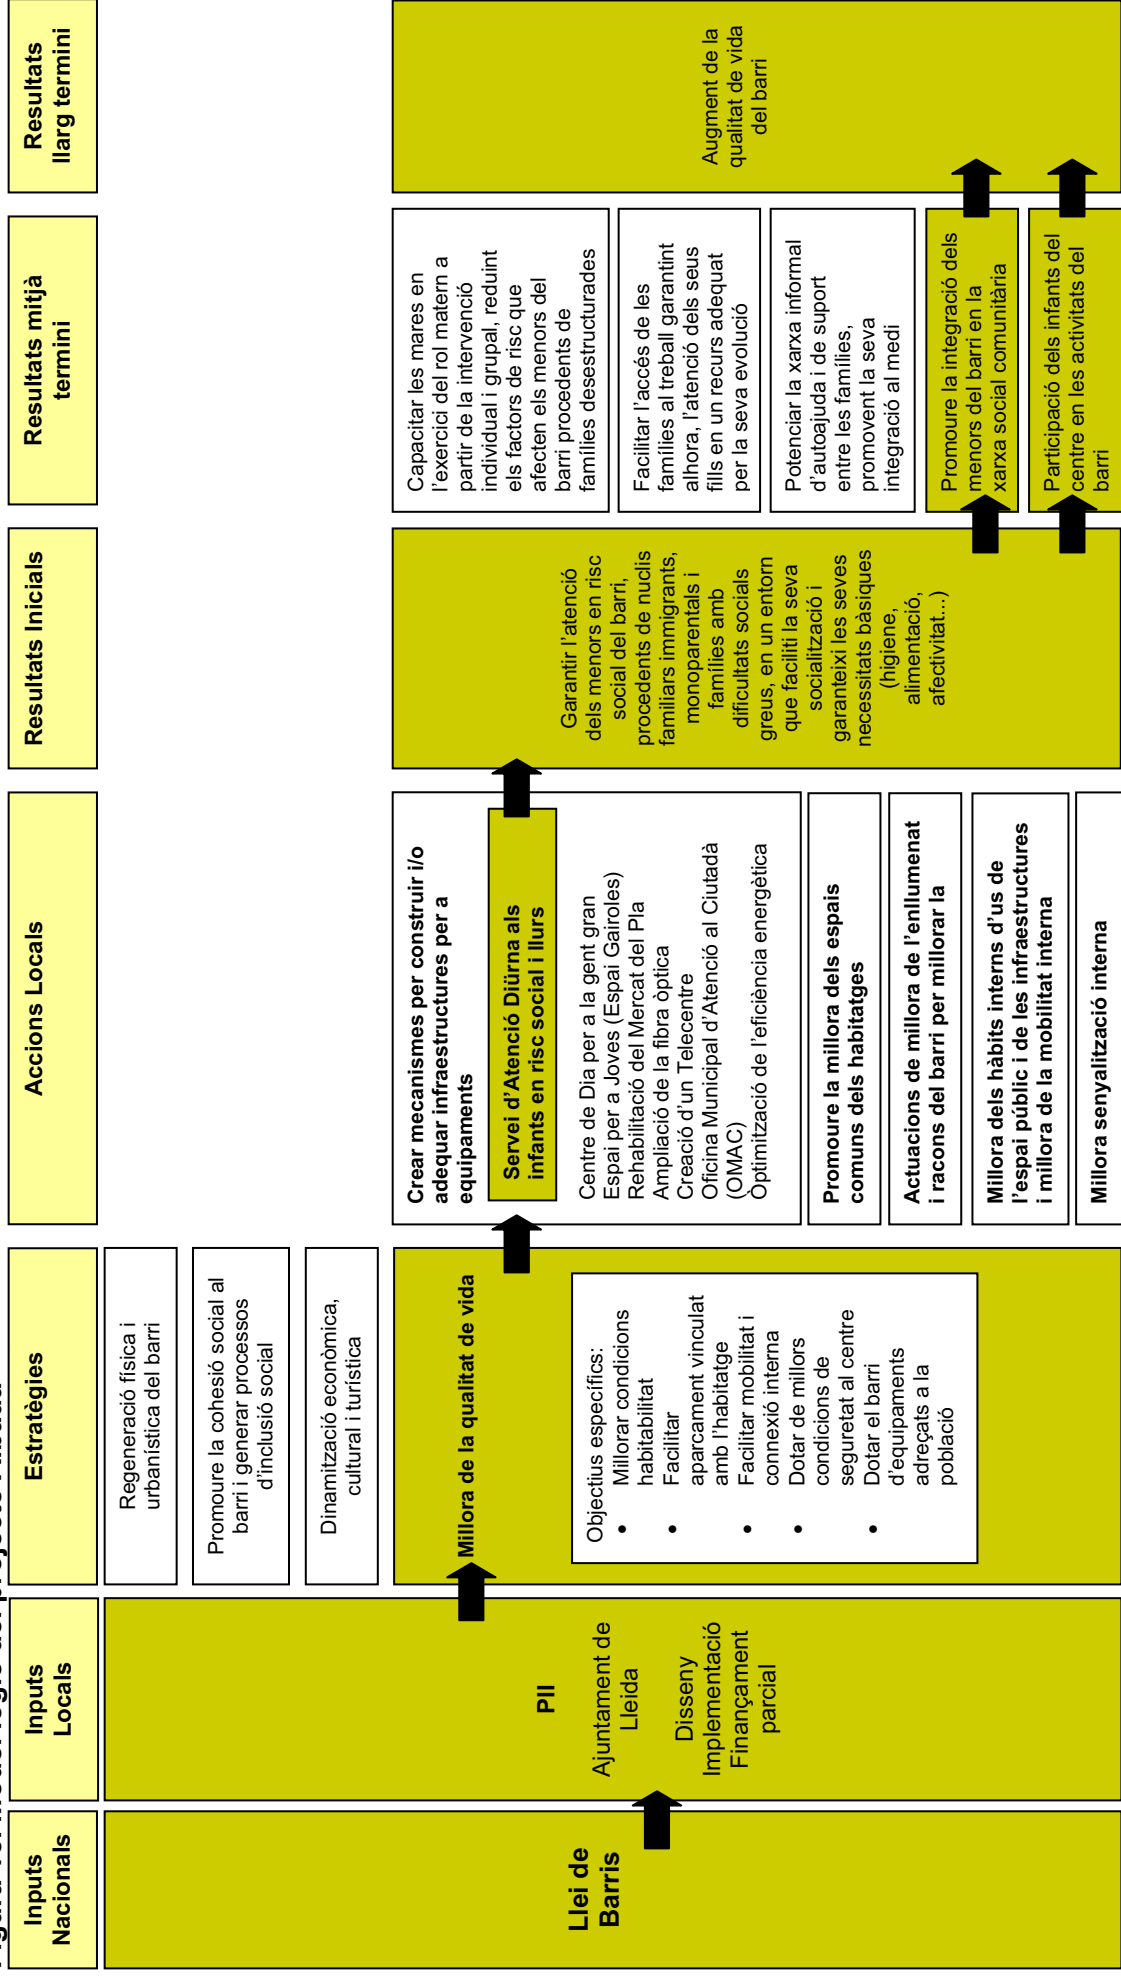 Inputs
Nacionals
Inputs
Locals
Estratègies
Accions Locals
Resultats Inicials
Resultats mitjà
termini
Resultats
llarg termini
Llei de
Barris
PII
Ajuntament de
Lleida
Disseny
Implementació
Finançament
parcial
Regeneració física i
urbanística del barri
Promoure la cohesió social al
barri i generar processos
d’inclusió social
Dinamització econòmica,
cultural i turística
Millora de la qualitat de vida
Objectius específics:
• Millorar condicions
habitabilitat
• Facilitar
aparcament vinculat
amb l’habitatge
• Facilitar mobilitat i
connexió interna
• Dotar de millors
condicions de
seguretat al centre
• Dotar el barri
d’equipaments
adreçats a la
població
Crear mecanismes per construir i/o
adequar infraestructures per a
equipaments
Servei d’Atenció Diürna als
infants en risc social i llurs
Centre de Dia per a la gent gran
Espai per a Joves (Espai Gairoles)
Rehabilitació del Mercat del Pla
Ampliació de la fibra òptica
Creació d’un Telecentre
Oficina Municipal d’Atenció al Ciutadà
(OMAC)
Òptimització de l’eficiència energètica
Promoure la millora dels espais
comuns dels habitatges
Actuacions de millora de l’enllumenat
i racons del barri per millorar la
Millora dels hàbits interns d’us de
l’espai públic i de les infraestructures
i millora de la mobilitat interna
Millora senyalització interna
Garantir l’atenció
dels menors en risc
social del barri,
procedents de nuclis
familiars immigrants,
monoparentals i
famílies amb
dificultats socials
greus, en un entorn
que faciliti la seva
socialització i
garanteixi les seves
necessitats bàsiques
(higiene,
alimentació,
afectivitat...)
Capacitar les mares en
l’exercici del rol matern a
partir de la intervenció
individual i grupal, reduint
els factors de risc que
afecten els menors del
barri procedents de
famílies desestructurades
Facilitar l’accés de les
famílies al treball garantint
alhora, l’atenció dels seus
fills en un recurs adequat
per la seva evolució
Potenciar la xarxa informal
d’autoajuda i de suport
entre les famílies,
promovent la seva
integració al medi
Promoure la integració dels
menors del barri en la
xarxa social comunitària
Participació dels infants del
centre en les activitats del
barri
Augment de la
qualitat de vida
del barri